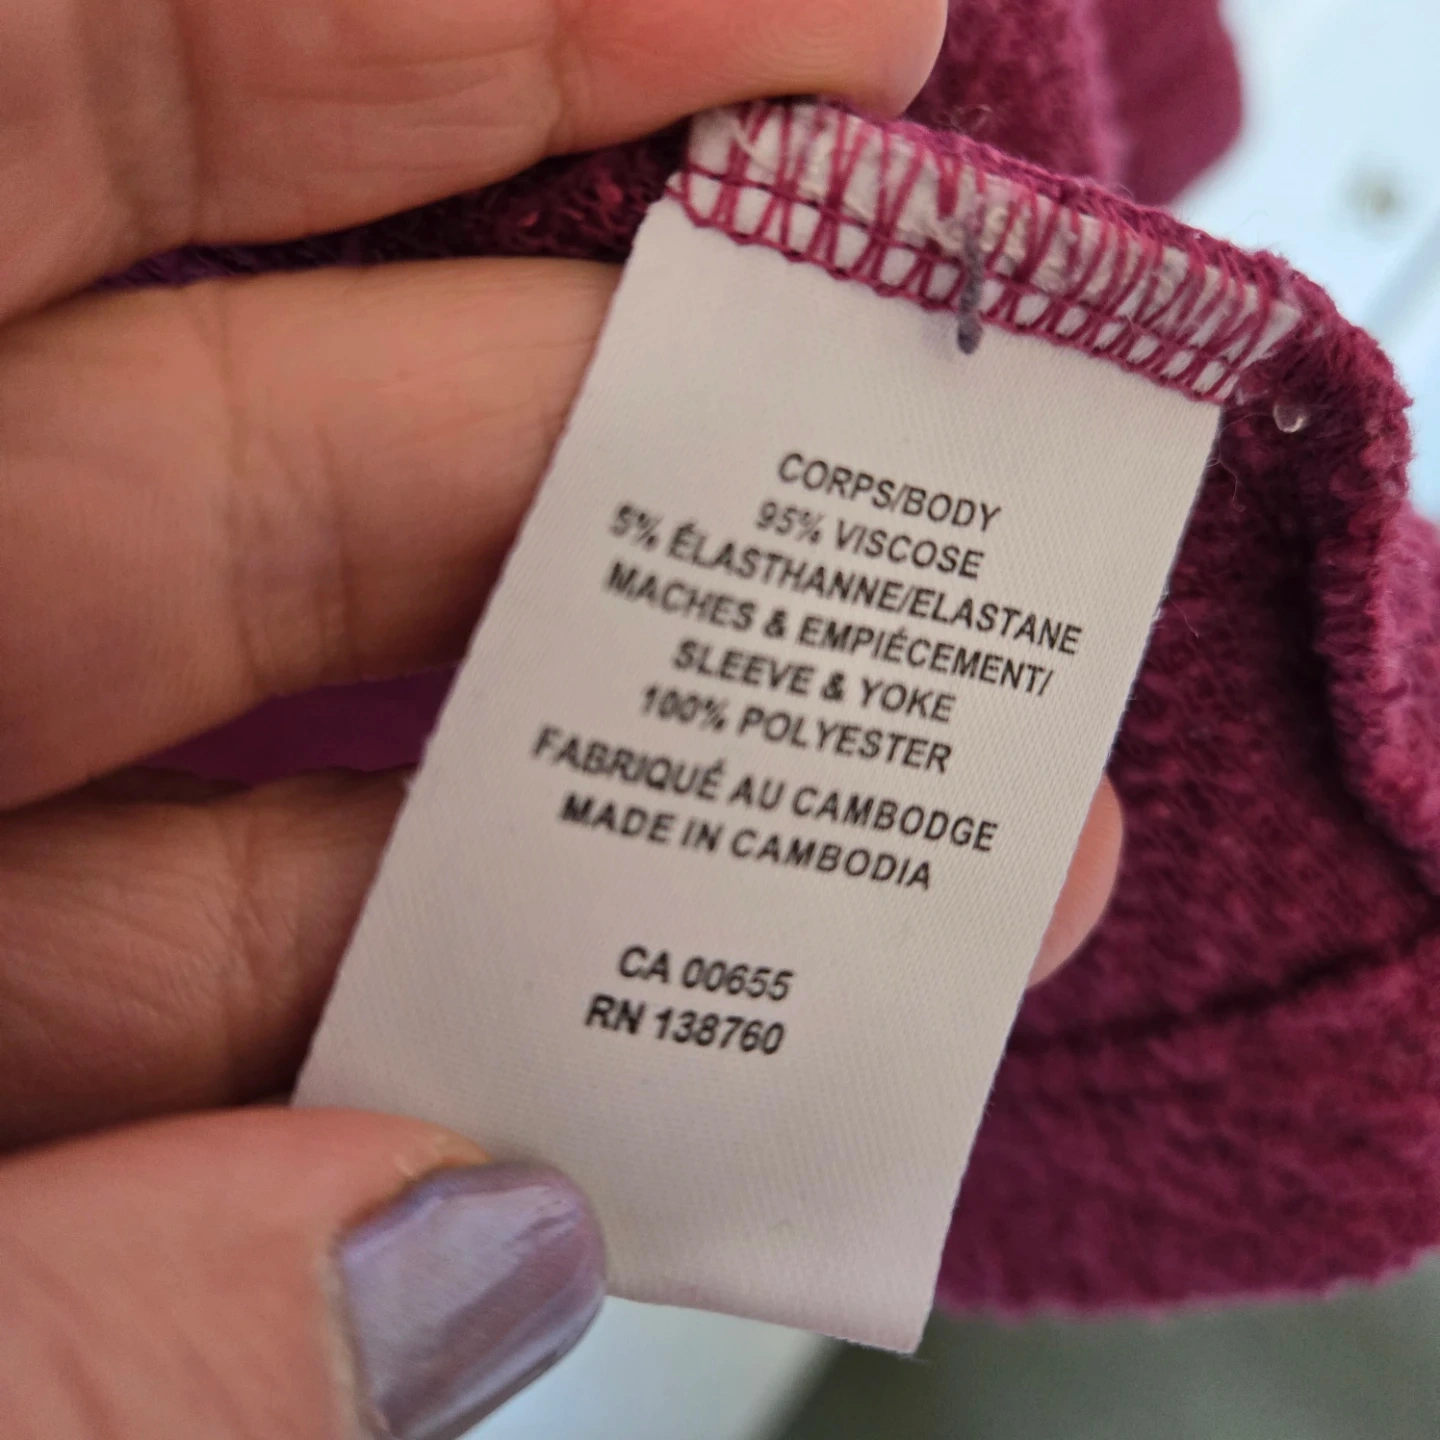 CORPS/BODY
95% VISCOSE
5% ÉLASTHANNE/ELASTANE
MACHES & EMPIÉCEMENT/
SLEEVE & YOKE
100% POLYESTER
FABRIQUÉ AU CAMBODGE
MADE IN CAMBODIA
CA 00655
RN 138760